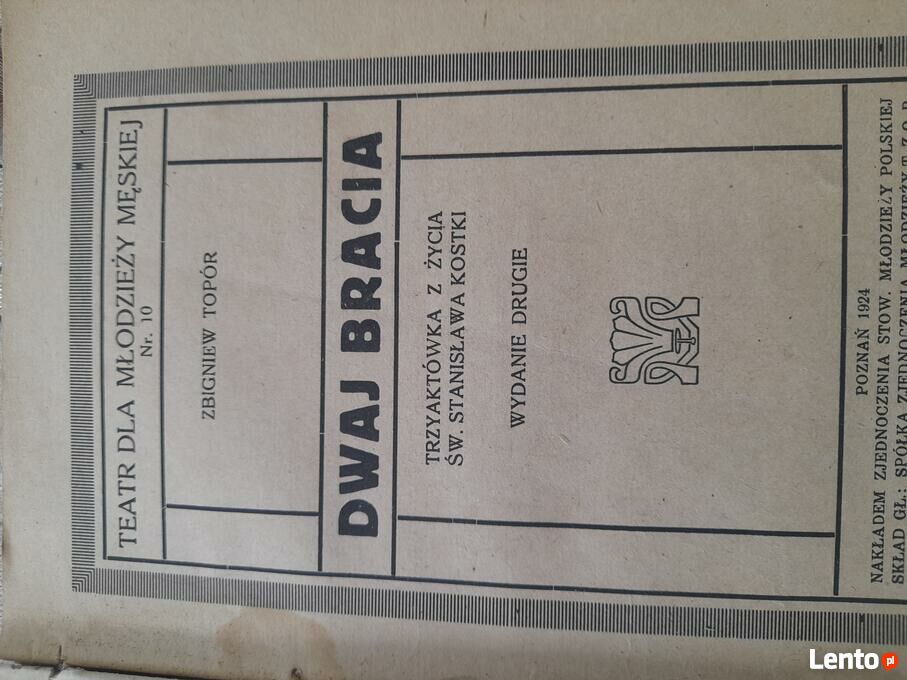 TEATR DLA MŁODZIEŻY MĘSKIEJ
Nr. 10
ZBIGNIEW TOPÓR
DWAJ BRACIA
TRZYAKTÓWKA Z ŻYCIA
ŚW. STANISŁAWA KOSTKI
WYDANIE DRUGIE
POZNAŃ 1924
NAKŁADEM ZJEDNOCZENIA STOW. MŁODZIEŻY POLSKIEJ
SKŁAD GŁ.: SPÓŁKA ZJEDNOCZENIA MŁODZIEŻY T. Z O. P.
Lento pl